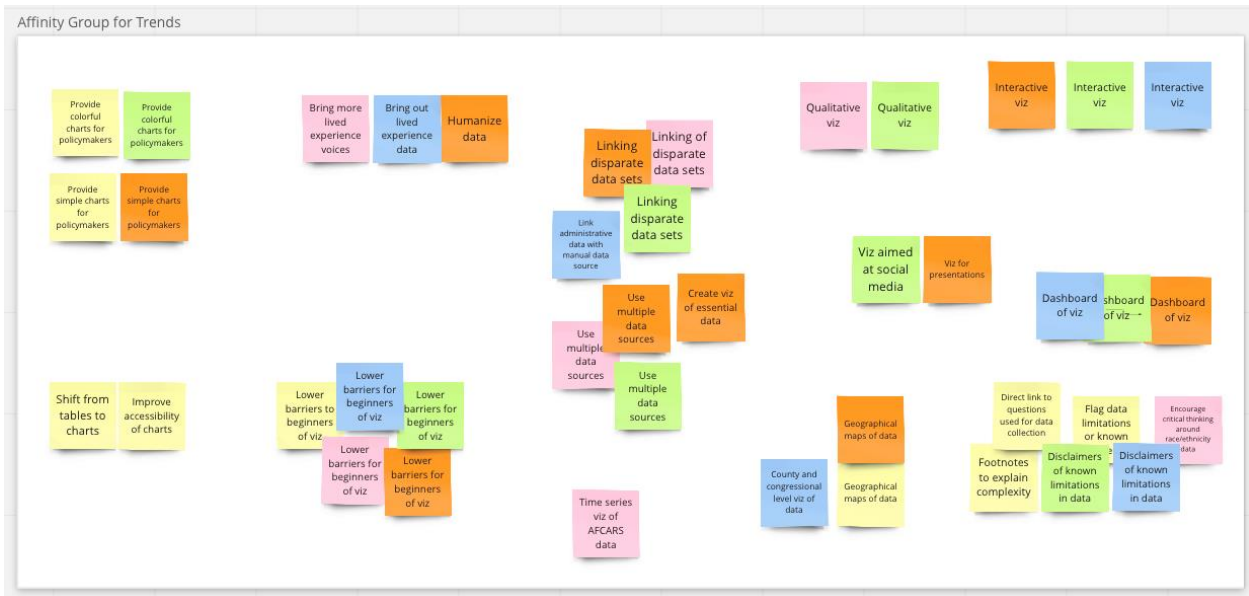 Affinity Group for Trends
Provide
colorful
charts for
policymakers
Provide
colorful
charts for
policymakers
Provide
simple charts
for
policymakers
Provide
simple charts
for
policymakers
Bring more
lived
experience
voices
Bring out
lived
experience
data
Humanize
data
Linking
disparate
data sets
Linking of
disparate
data sets
Linking
disparate
data sets
Link
administrative
data with
manual data
source
Use
multiple
data
sources
Create viz
of essential
data
Use
multiple
data
sources
Use
multiple
data
sources
Qualitative
viz
Qualitative
viz
Interactive
viz
Interactive
viz
Interactive
viz
Viz aimed
at social
media
Viz for
presentations
Dashboard
of viz
shboard
of viz
Dashboard
of viz
Shift from
tables to
charts
Improve
accessibility
of charts
Lower
barriers to
beginners
of viz
Lower
barriers for
beginners
of viz
Lower
barriers for
beginners
of viz
Lower
barriers for
beginners
of viz
Lower
barriers for
beginners
of viz
Time series
viz of
AFCARS
data
Geographical
maps of data
County and
congressional
level viz of
data
Geographical
maps of data
Direct link to
questions
used for data
collection
Flag data
limitations
or known
Encourage
critical thinking
around
race/ethnicity
data
Footnotes
to explain
complexity
Disclaimers
of known
limitations
in data
Disclaimers
of known
limitations
in data